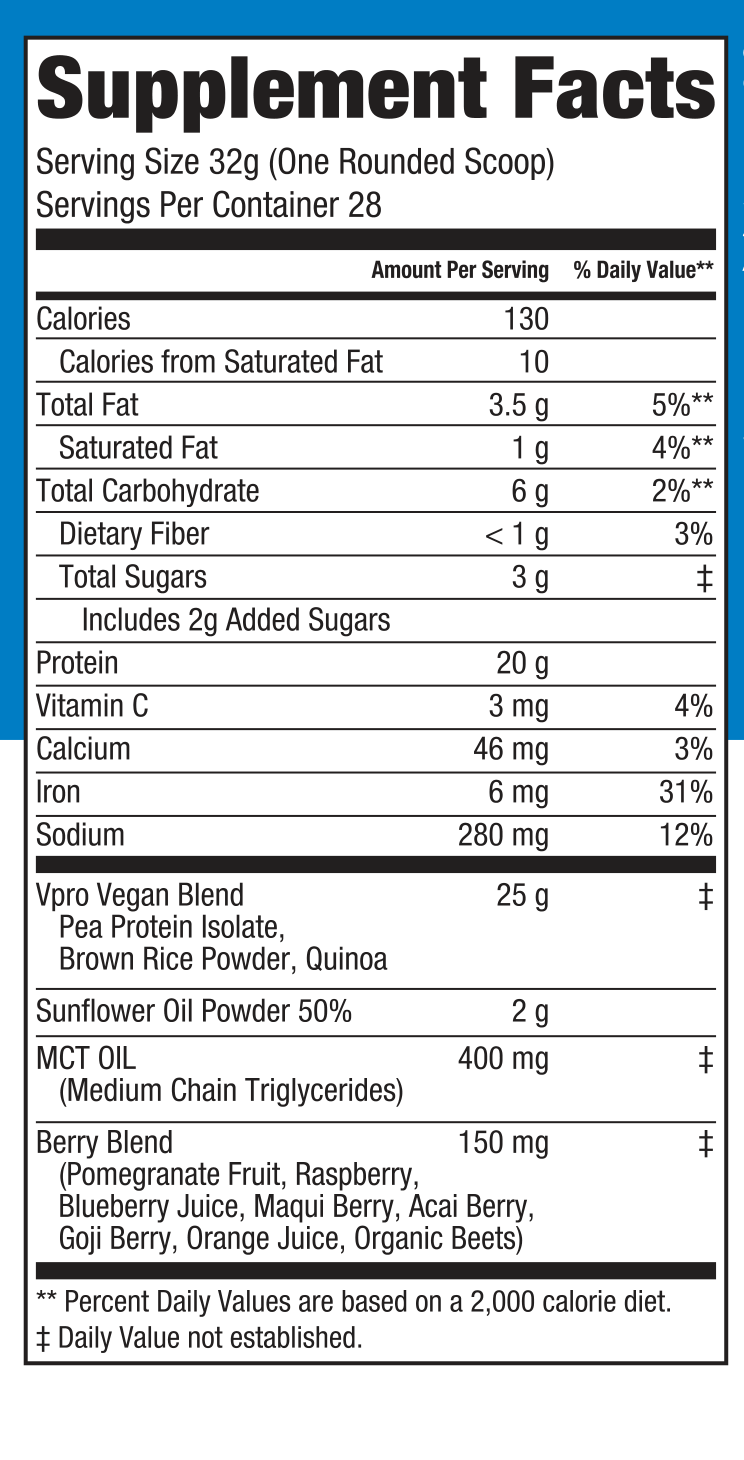 Supplement Facts
Serving Size 32g (One Rounded Scoop)
Servings Per Container 28
Amount Per Serving % Daily Value**
Calories 130
Calories from Saturated Fat 10
Total Fat 3.5 g 5%**
Saturated Fat 1 g 4%**
Total Carbohydrate 6 g 2%**
Dietary Fiber < 1 g 3%
Total Sugars 3 g ‡
Includes 2g Added Sugars
Protein 20 g
Vitamin C 3 mg 4%
Calcium 46 mg 3%
Iron 6 mg 31%
Sodium 280 mg 12%
Vpro Vegan Blend 25 g ‡
Pea Protein Isolate,
Brown Rice Powder, Quinoa
Sunflower Oil Powder 50% 2 g
MCT OIL 400 mg ‡
(Medium Chain Triglycerides)
Berry Blend 150 mg ‡
(Pomegranate Fruit, Raspberry,
Blueberry Juice, Maqui Berry, Acai Berry,
Goji Berry, Orange Juice, Organic Beets)
** Percent Daily Values are based on a 2,000 calorie diet.
‡ Daily Value not established.